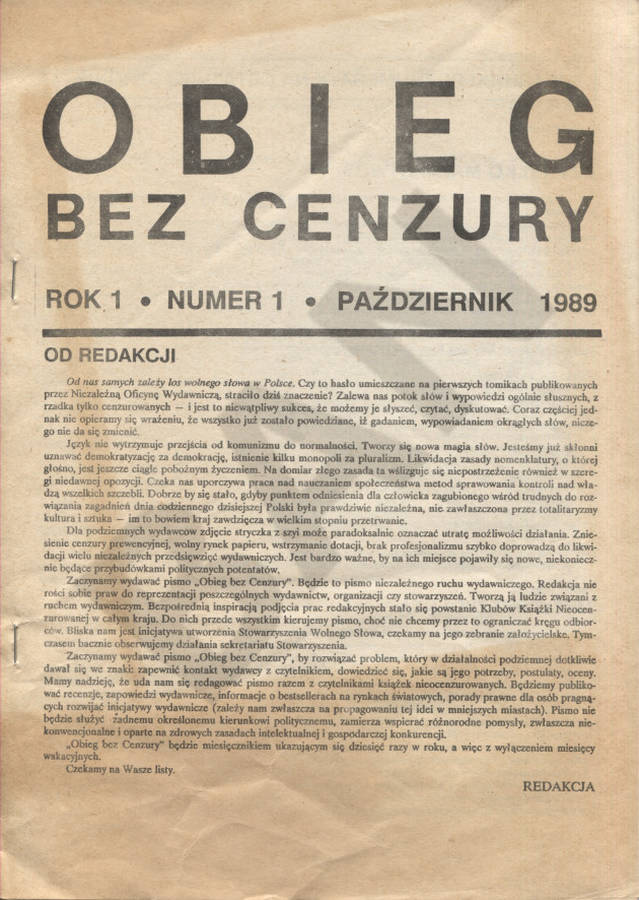 OBIEG
BEZ CENZURY
ROK 1 • NUMER 1 • PAŹDZIERNIK 1989
OD REDAKCJI
Od nas samych zależy los wolnego słowa w Polsce. Czy to hasło umieszczane na pierwszych tomikach publikowanych
przez Niezależną Oficynę Wydawniczą, straciło dziś znaczenie? Zalewa nas potok słów i wypowiedzi ogólnie słusznych, z
rzadka tylko cenzurowanych — i jest to niewątpliwy sukces, że możemy je słyszeć, czytać, dyskutować. Coraz częściej jed-
nak nie opieramy się wrażeniu, że wszystko już zostało powiedziane, iż gadaniem, wypowiadaniem okrągłych słów, nicze-
go nie da się zmienić.
Język nie wytrzymuje przejścia od komunizmu do normalności. Tworzy się nowa magia słów. Jesteśmy już skłonni
uznawać demokratyzację za demokrację, istnienie kilku monopoli za pluralizm. Likwidacja zasady nomenklatury, o której
głośno, jest jeszcze ciągle pobożnym życzeniem. Na domiar złego zasada ta wślizguje się niepostrzeżenie również w szere-
gi niedawnej opozycji. Czeka nas uporczywa praca nad nauczaniem społeczeństwa metod sprawowania kontroli nad wła-
dzą wszelkich szczebli. Dobrze by się stało, gdyby punktem odniesienia dla człowieka zagubionego wśród trudnych do roz-
wiązania zagadnień dnia codziennego dzisiejszej Polski była prawdziwie niezależna, nie zawłaszczona przez totalitaryzmy
kultura i sztuka — im to bowiem kraj zawdzięcza w wielkim stopniu przetrwanie.
Dla podziemnych wydawców zdjęcie stryczka z szyi może paradoksalnie oznaczać utratę możliwości działania. Znie-
sienie cenzury prewencyjnej, wolny rynek papieru, wstrzymanie dotacji, brak profesjonalizmu szybko doprowadzą do likwi-
dacji wielu niezależnych przedsięwzięć wydawniczych. Jest bardzo ważne, by na ich miejsce pojawiły się nowe, niekoniecz-
nie będące przybudówkami politycznych potentatów.
Zaczynamy wydawać pismo „Obieg bez Cenzury". Będzie to pismo niezależnego ruchu wydawniczego. Redakcja nie
rości sobie praw do reprezentacji poszczególnych wydawnictw, organizacji czy stowarzyszeń. Tworzą ją ludzie związani z
ruchem wydawniczym. Bezpośrednią inspiracją podjęcia prac redakcyjnych stało się powstanie Klubów Książki Nieocen-
zurowanej w całym kraju. Do nich przede wszystkim kierujemy pismo, choć nie chcemy przez to ograniczać kręgu odbior-
ców. Bliska nam jest inicjatywa utworzenia Stowarzyszenia Wolnego Słowa, czekamy na jego zebranie założycielskie. Tym-
czasem bacznie obserwujemy działania sekretariatu Stowarzyszenia.
Zaczynamy wydawać pismo „Obieg bez Cenzury", by rozwiązać problem, który w działalności podziemnej dotkliwie
dawał się we znaki: zapewnić kontakt wydawcy z czytelnikiem, dowiedzieć się, jakie są jego potrzeby, postulaty, oceny.
Mamy nadzieję, że uda nam się redagować pismo razem z czytelnikami książek nieocenzurowanych. Będziemy publiko-
wać recenzje, zapowiedzi wydawnicze, informacje o bestsellerach na rynkach światowych, porady prawne dla osób pragną-
cych rozwijać inicjatywy wydawnicze (zależy nam zwłaszcza na propagowaniu tej idei w mniejszych miastach). Pismo nie
będzie służyć żadnemu określonemu kierunkowi politycznemu, zamierza wspierać różnorodne pomysły, zwłaszcza nie-
konwencjonalne i oparte na zdrowych zasadach intelektualnej i gospodarczej konkurencji.
„Obieg bez Cenzury" będzie miesięcznikiem ukazującym się dziesięć razy w roku, a więc z wyłączeniem miesięcy
wakacyjnych.
Czekamy na Wasze listy.
REDAKCJA